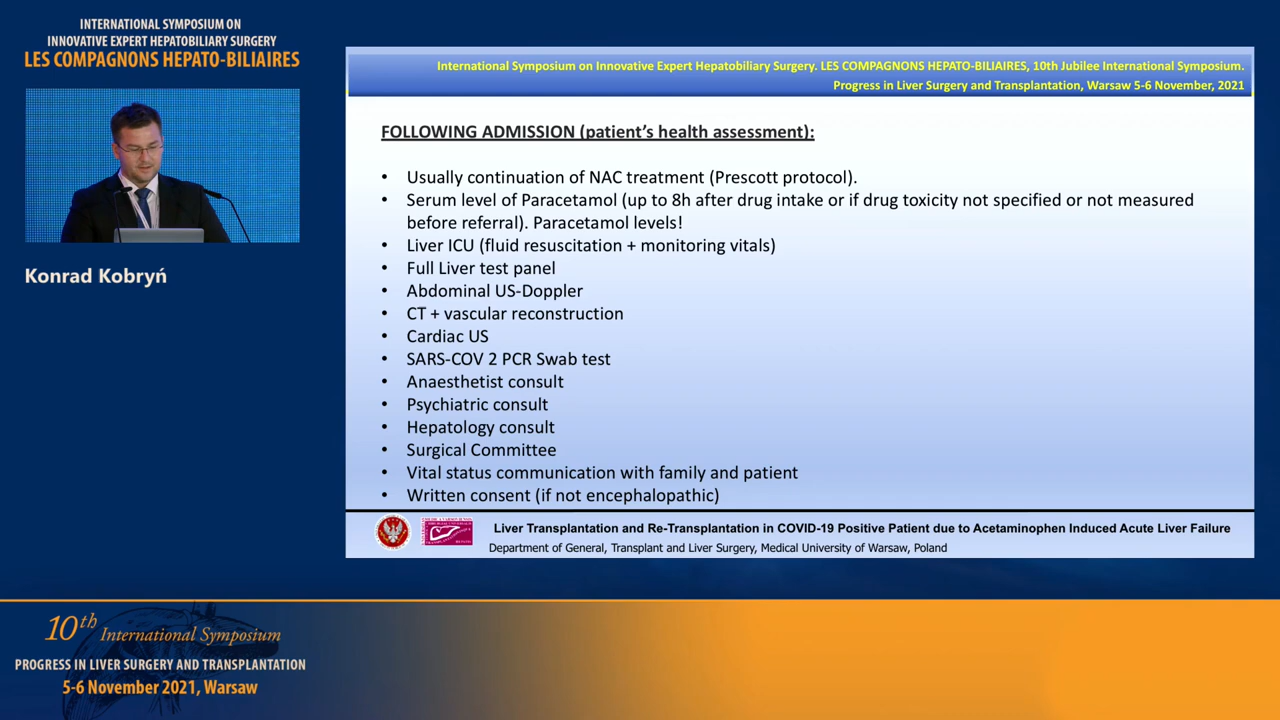 INTERNATIONAL SYMPOSIUM ON
INNOVATIVE EXPERT HEPATOBILIARY SURGERY
LES COMPAGNONS HEPATO-BILIAIRES
Konrad Kobryń
International Symposium on Innovative Expert Hepatobiliary Surgery. LES COMPAGNONS HEPATO-BILIAIRES, 10th Jubilee International Symposium.
Progress in Liver Surgery and Transplantation, Warsaw 5-6 November, 2021
FOLLOWING ADMISSION (patient's health assessment):
• Usually continuation of NAC treatment (Prescott protocol).
• Serum level of Paracetamol (up to 8h after drug intake or if drug toxicity not specified or not measured
before referral). Paracetamol levels!
• Liver ICU (fluid resuscitation + monitoring vitals)
• Full Liver test panel
• Abdominal US-Doppler
• CT + vascular reconstruction
• Cardiac US
• SARS-COV 2 PCR Swab test
• Anaesthetist consult
• Psychiatric consult
• Hepatology consult
• Surgical Committee
• Vital status communication with family and patient
• Written consent (if not encephalopathic)
Liver Transplantation and Re-Transplantation in COVID-19 Positive Patient due to Acetaminophen Induced Acute Liver Failure
Department of General, Transplant and Liver Surgery, Medical University of Warsaw, Poland
10th International Symposium
PROGRESS IN LIVER SURGERY AND TRANSPLANTATION
5-6 November 2021, Warsaw